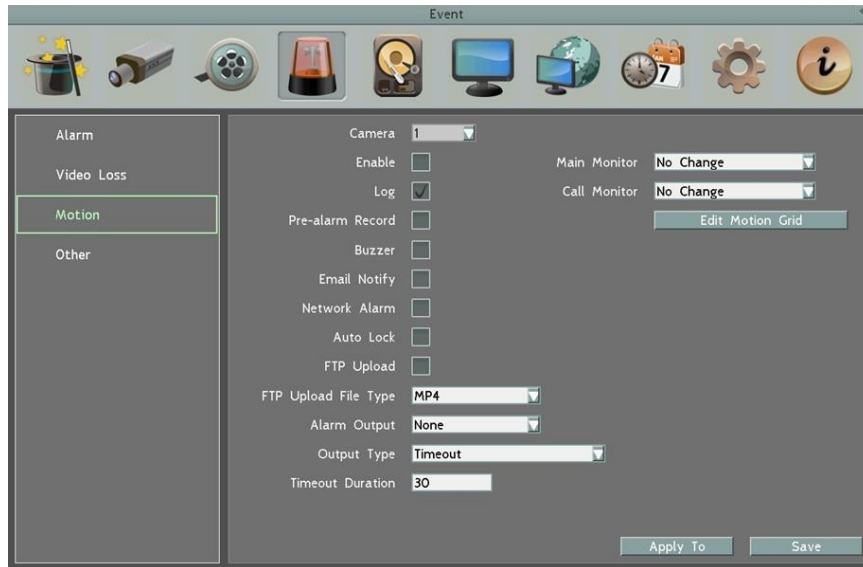 Event
7
i
Alarm
Video Loss
Motion
Other
Camera 1
Enable
Main Monitor No Change
Log
Call Monitor No Change
Pre-alarm Record
Edit Motion Grid
Buzzer
Email Notify
Network Alarm
Auto Lock
FTP Upload
FTP Upload File Type MP4
Alarm Output None
Output Type Timeout
Timeout Duration 30
Apply To
Save